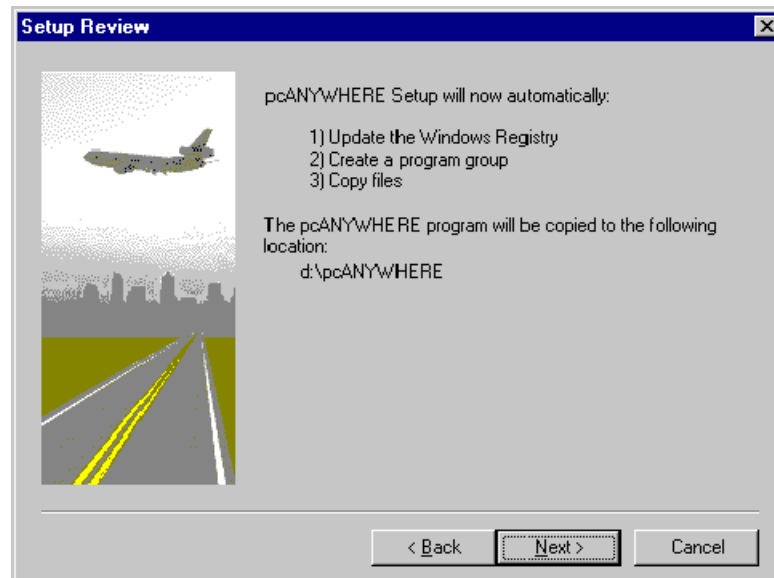 Setup Review
pcANYWHERE Setup will now automatically:
1) Update the Windows Registry
2) Create a program group
3) Copy files
The pcANYWHERE program will be copied to the following
location:
d:\pcANYWHERE
< Back
Next >
Cancel